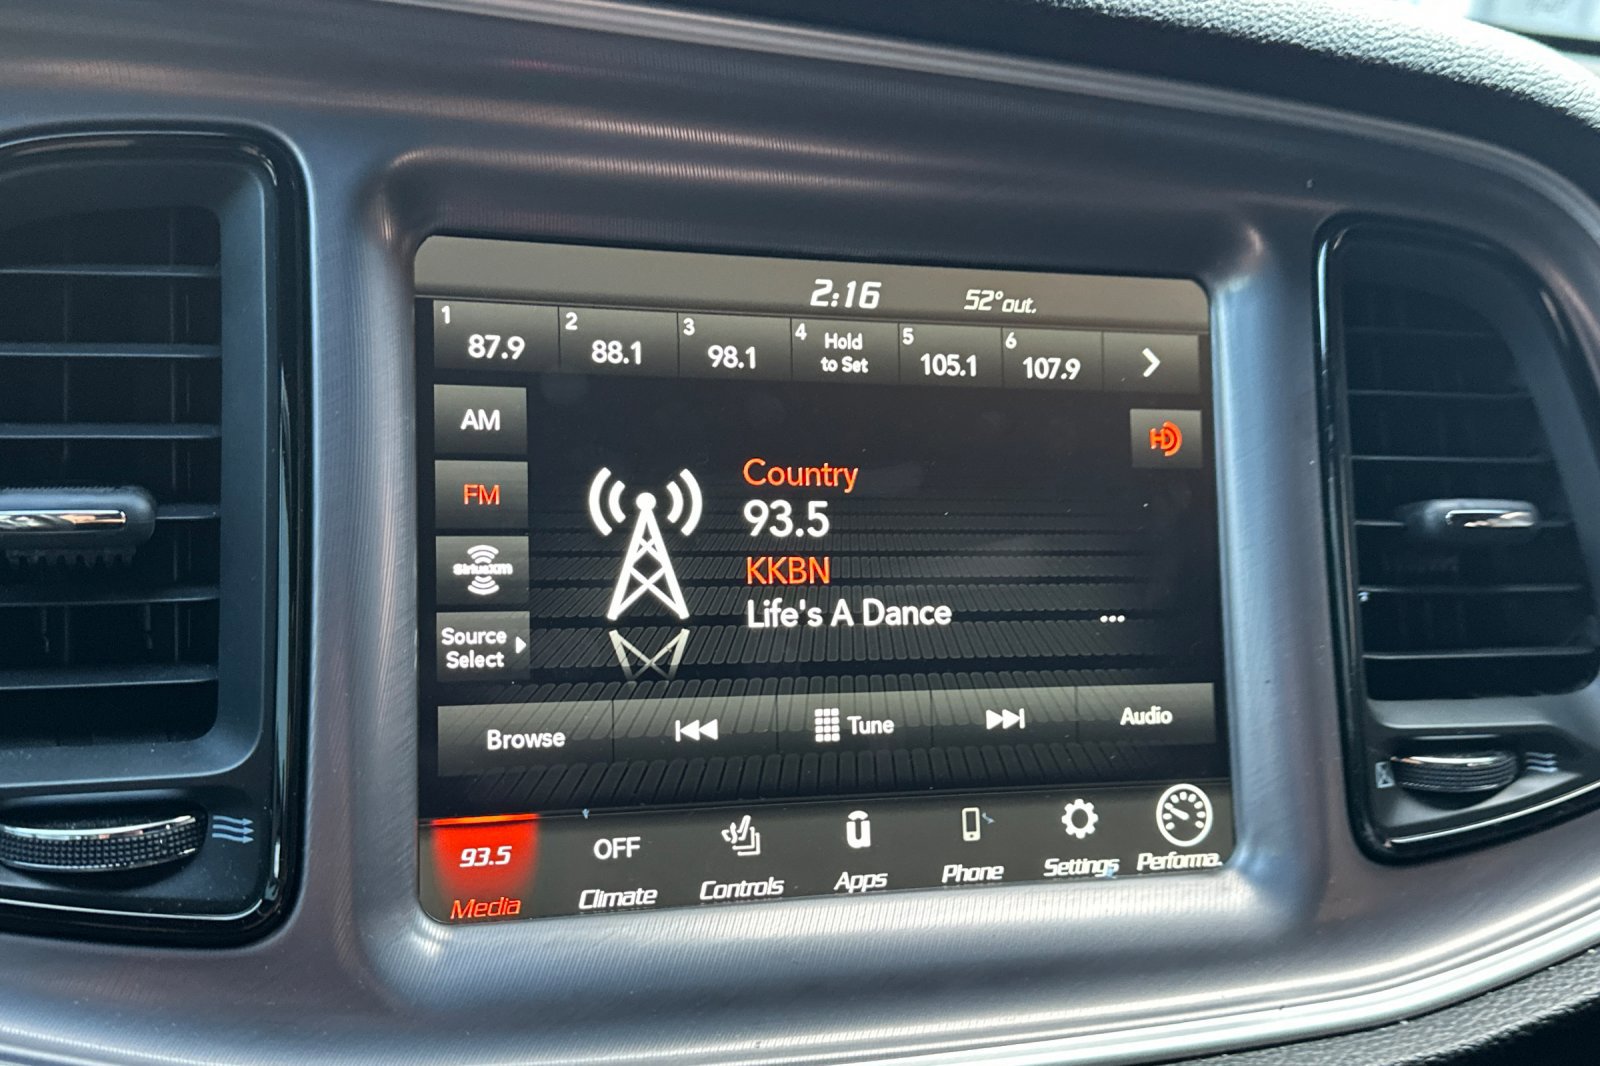 2:16 52° out.
1 87.9
2 88.1
3 98.1
4 Hold to Set
5 105.1
6 107.9
AM
FM
SiriusXM
Source
Select
HD
Country
93.5
KKBN
Life's A Dance
...
Browse
Tune
Audio
93.5
Media
OFF
Climate
Controls
Apps
Phone
Settings
Performa.